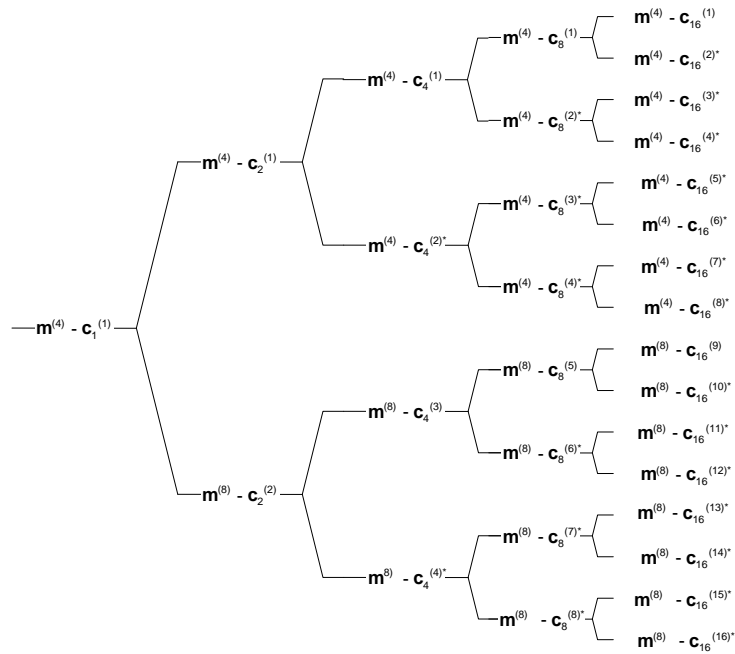 m(4) - c16(1)
m(4) - c8(1)
m(4) - c16(2)*
m(4) - c4(1)
m(4) - c16(3)*
m(4) - c8(2)*
m(4) - c16(4)*
m(4) - c2(1)
m(4) - c16(5)*
m(4) - c8(3)*
m(4) - c16(6)*
m(4) - c4(2)*
m(4) - c16(7)*
m(4) - c8(4)*
m(4) - c16(8)*
m(4) - c1(1)
m(8) - c16(9)
m(8) - c8(5)
m(8) - c16(10)*
m(8) - c4(3)
m(8) - c16(11)*
m(8) - c8(6)*
m(8) - c16(12)*
m(8) - c2(2)
m(8) - c16(13)*
m(8) - c8(7)*
m(8) - c16(14)*
m8) - c4(4)*
m(8) - c16(15)*
m(8) - c8(8)*
m(8) - c16(16)*